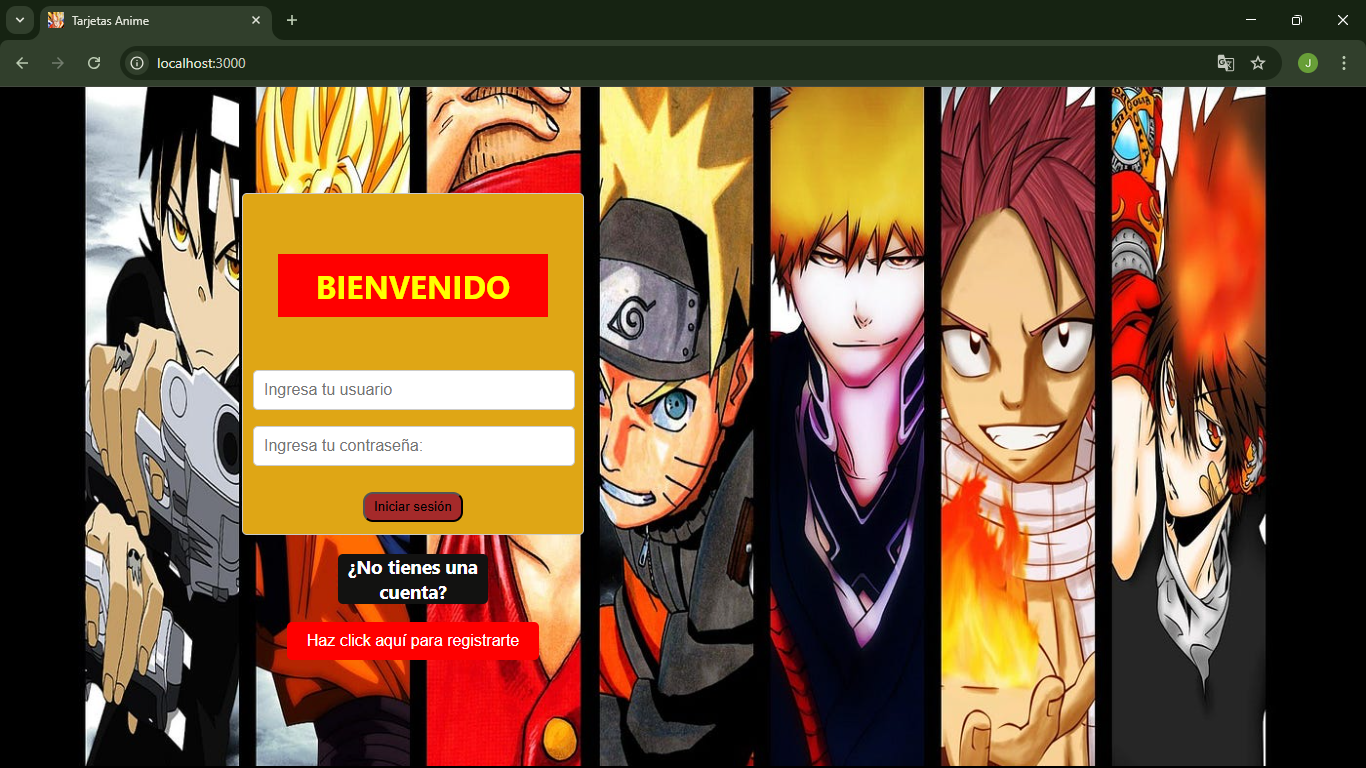 Tarjetas Anime
localhost:3000
J
BIENVENIDO
Ingresa tu usuario
Ingresa tu contraseña:
Iniciar sesión
¿No tienes una
cuenta?
Haz click aquí para registrarte